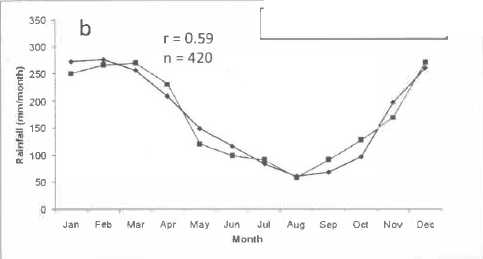 b
r = 0.59
n = 420
Rainfall (mm/month)
350
300
250
200
150
100
50
0
Jan Feb Mar Apr May Jun Jul Aug Sep Oct Nov Dec
Month